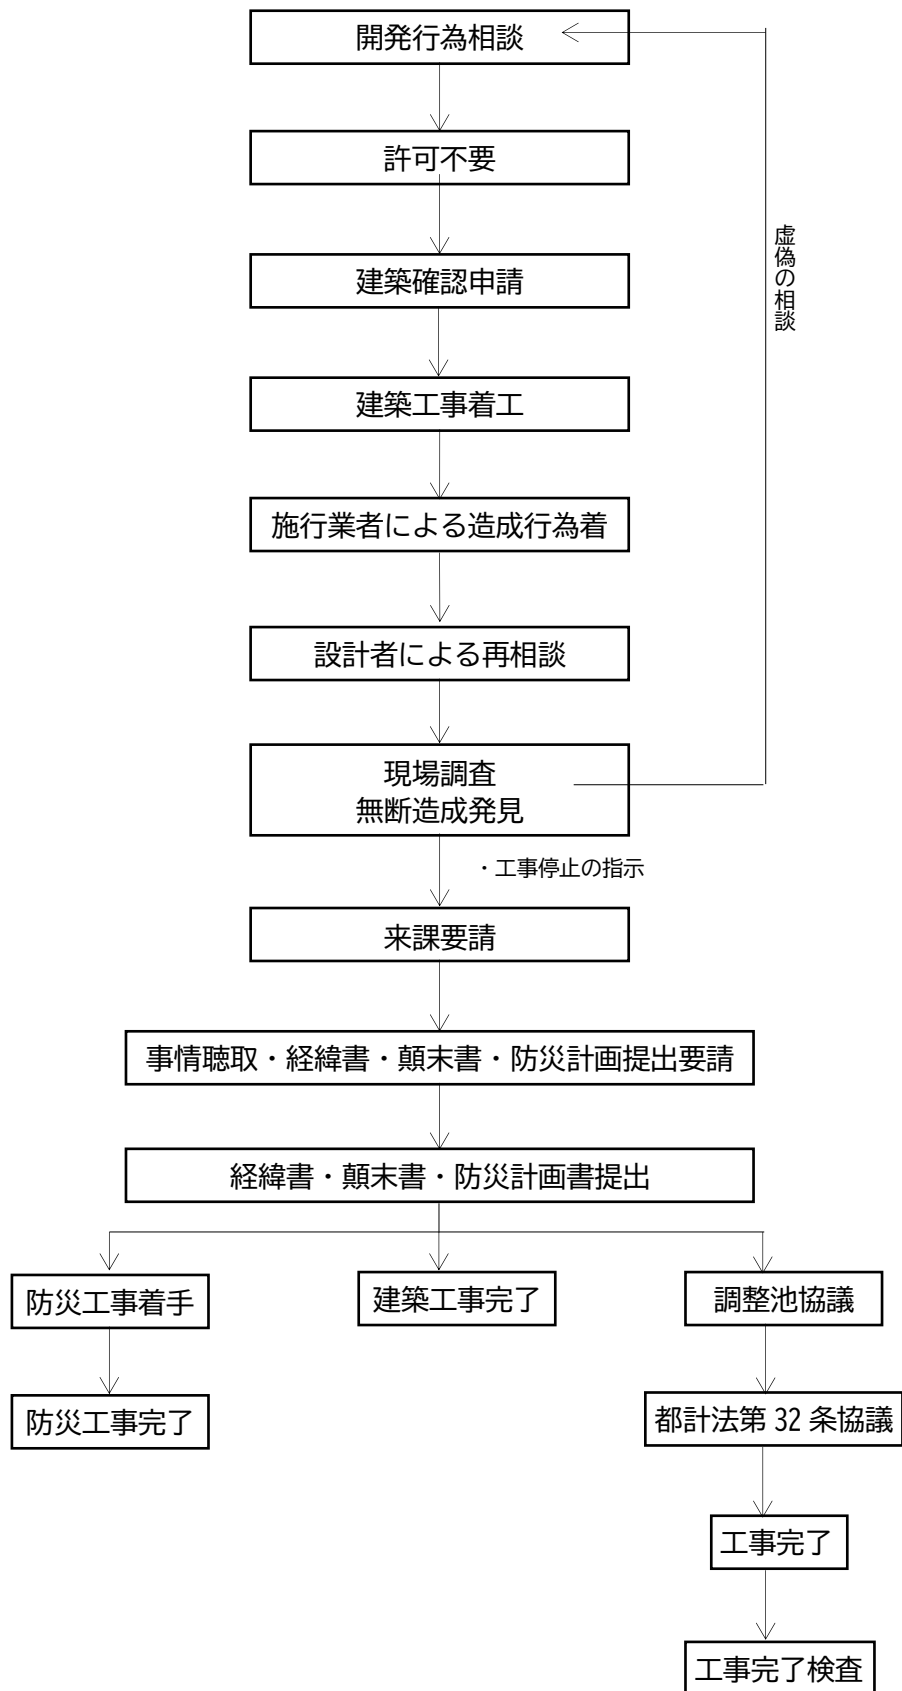 開発行為相談
許可不要
建築確認申請
虚偽の相談
建築工事着工
施行業者による造成行為着
設計者による再相談
現場調査
無断造成発見
・工事停止の指示
来課要請
事情聴取・経緯書・顛末書・防災計画提出要請
経緯書・顛末書・防災計画書提出
防災工事着手
建築工事完了
調整池協議
防災工事完了
都計法第 32 条協議
工事完了
工事完了検査